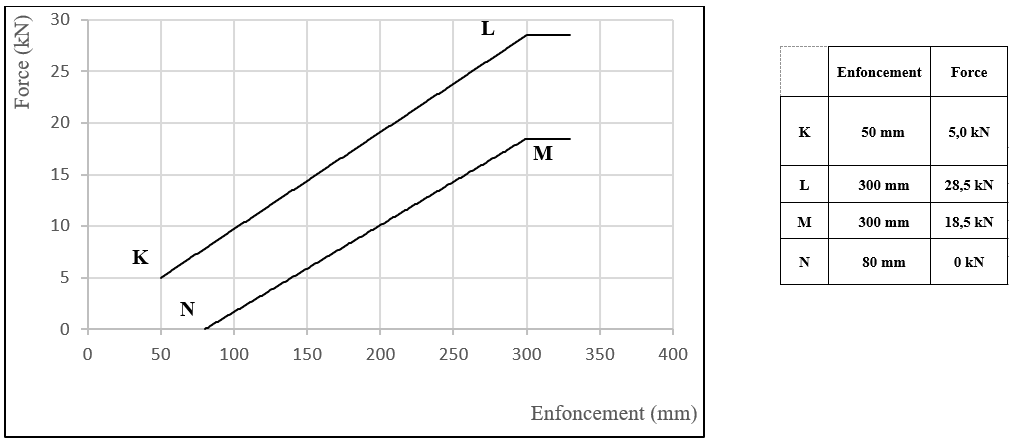 Force (kN)
30
25
20
15
10
5
0
0 50 100 150 200 250 300 350 400
Enfoncement (mm)
L
M
K
N
Enfoncement Force
K 50 mm 5,0 kN
L 300 mm 28,5 kN
M 300 mm 18,5 kN
N 80 mm 0 kN